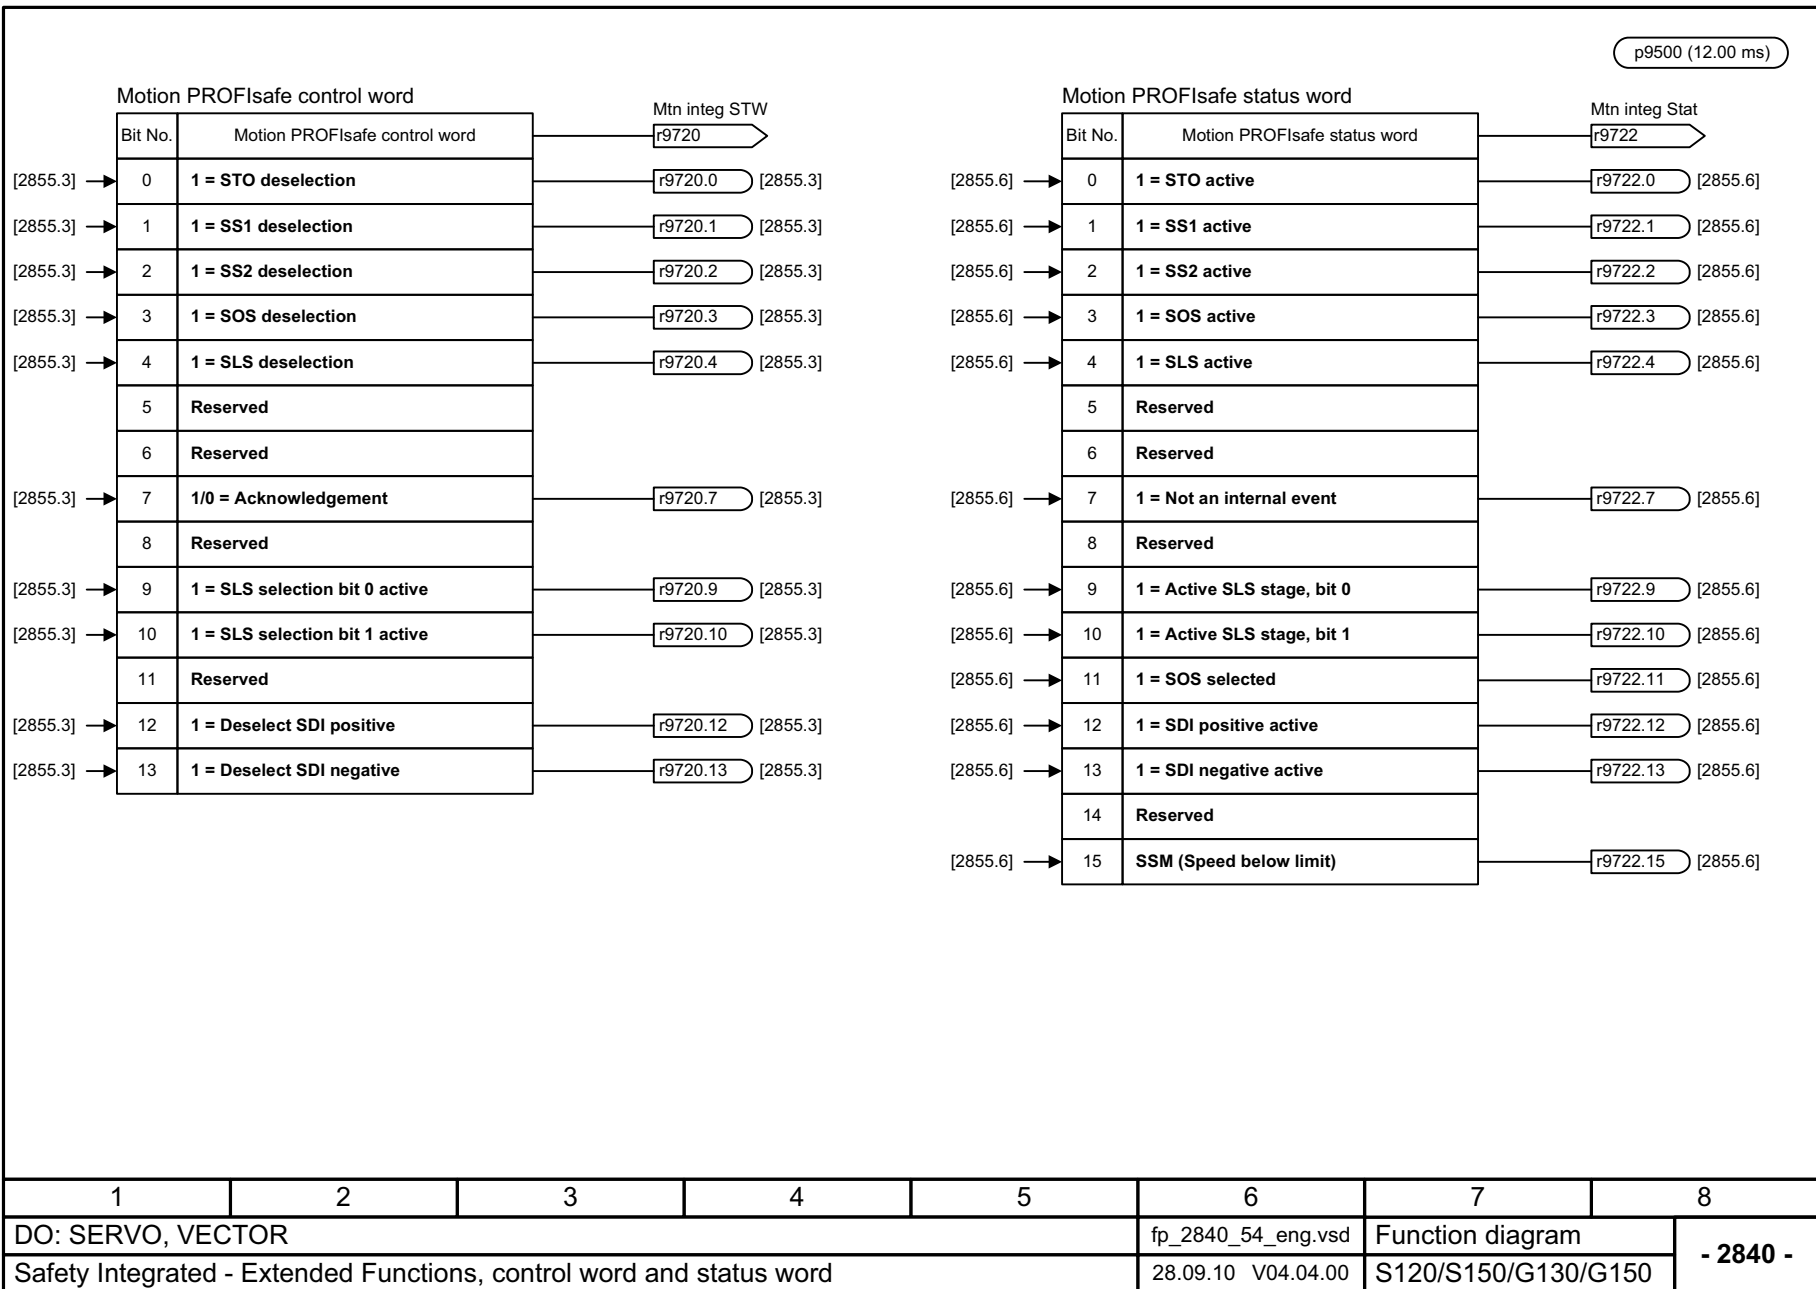 p9500 (12.00 ms)
Motion PROFIsafe control word
Mtn integ STW
Bit No. Motion PROFIsafe control word r9720
[2855.3] 0 1 = STO deselection r9720.0 [2855.3]
[2855.3] 1 1 = SS1 deselection r9720.1 [2855.3]
[2855.3] 2 1 = SS2 deselection r9720.2 [2855.3]
[2855.3] 3 1 = SOS deselection r9720.3 [2855.3]
[2855.3] 4 1 = SLS deselection r9720.4 [2855.3]
5 Reserved
6 Reserved
[2855.3] 7 1/0 = Acknowledgement r9720.7 [2855.3]
8 Reserved
[2855.3] 9 1 = SLS selection bit 0 active r9720.9 [2855.3]
[2855.3] 10 1 = SLS selection bit 1 active r9720.10 [2855.3]
11 Reserved
[2855.3] 12 1 = Deselect SDI positive r9720.12 [2855.3]
[2855.3] 13 1 = Deselect SDI negative r9720.13 [2855.3]
Motion PROFIsafe status word
Mtn integ Stat
Bit No. Motion PROFIsafe status word r9722
[2855.6] 0 1 = STO active r9722.0 [2855.6]
[2855.6] 1 1 = SS1 active r9722.1 [2855.6]
[2855.6] 2 1 = SS2 active r9722.2 [2855.6]
[2855.6] 3 1 = SOS active r9722.3 [2855.6]
[2855.6] 4 1 = SLS active r9722.4 [2855.6]
5 Reserved
6 Reserved
[2855.6] 7 1 = Not an internal event r9722.7 [2855.6]
8 Reserved
[2855.6] 9 1 = Active SLS stage, bit 0 r9722.9 [2855.6]
[2855.6] 10 1 = Active SLS stage, bit 1 r9722.10 [2855.6]
[2855.6] 11 1 = SOS selected r9722.11 [2855.6]
[2855.6] 12 1 = SDI positive active r9722.12 [2855.6]
[2855.6] 13 1 = SDI negative active r9722.13 [2855.6]
14 Reserved
[2855.6] 15 SSM (Speed below limit) r9722.15 [2855.6]
1 2 3 4 5 6 7 8
DO: SERVO, VECTOR fp_2840_54_eng.vsd Function diagram
- 2840 -
Safety Integrated - Extended Functions, control word and status word 28.09.10 V04.04.00 S120/S150/G130/G150